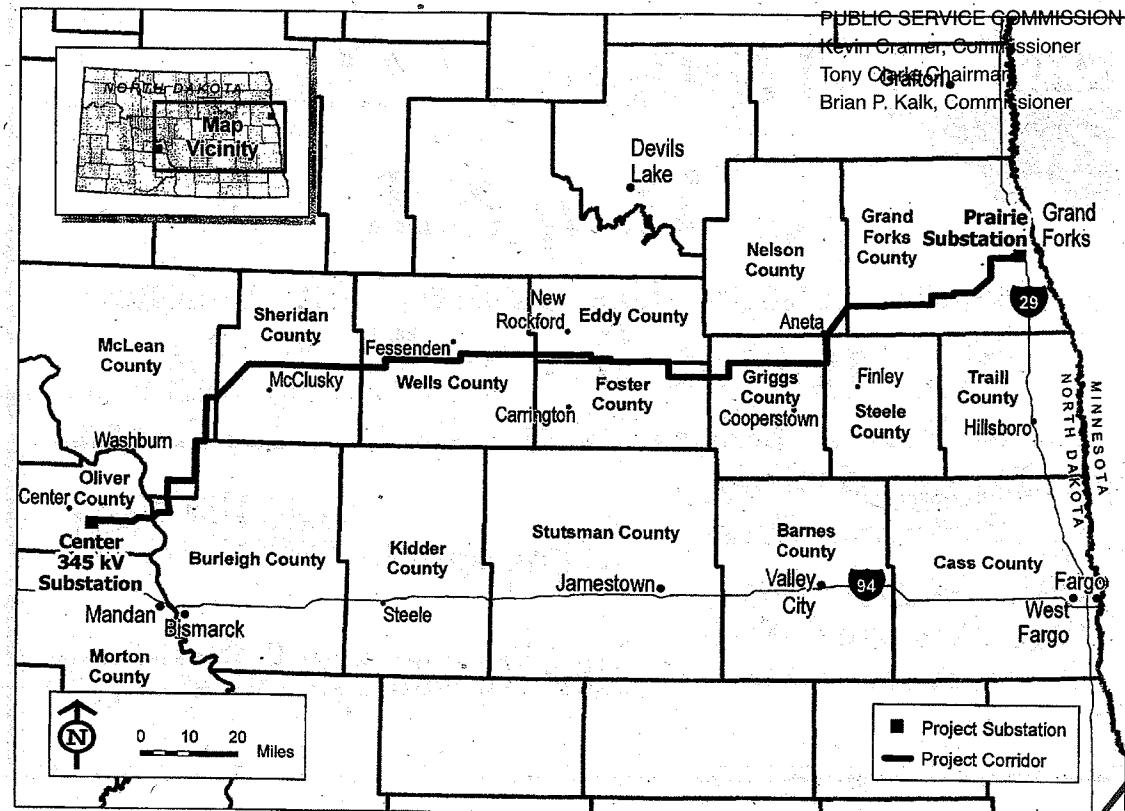 PUBLIC SERVICE COMMISSION
Kevin Cramer, Commissioner
Tony Clark, Chairman
Grafton
Brian P. Kalk, Commissioner
NORTH DAKOTA
Map
Vicinity
Devils
Lake
Grand
Forks
County
Prairie
Substation
Grand
Forks
Nelson
County
29
New
Rockford
Eddy County
Aneta
Sheridan
County
McLean
County
Fessenden
McClusky
Wells County
Foster
County
Carrington
Griggs
County
Cooperstown
Finley
Steele
County
Traill
County
Hillsboro
MINNESOTA
NORTH DAKOTA
Washburn
Oliver
County
Center
Center
345 kV
Substation
Burleigh County
Kidder
County
Stutsman County
Barnes
County
Cass County
Jamestown
Valley
City
94
Fargo
West
Fargo
Mandan
Bismarck
Steele
Morton
County
N
0 10 20 Miles
Project Substation
Project Corridor